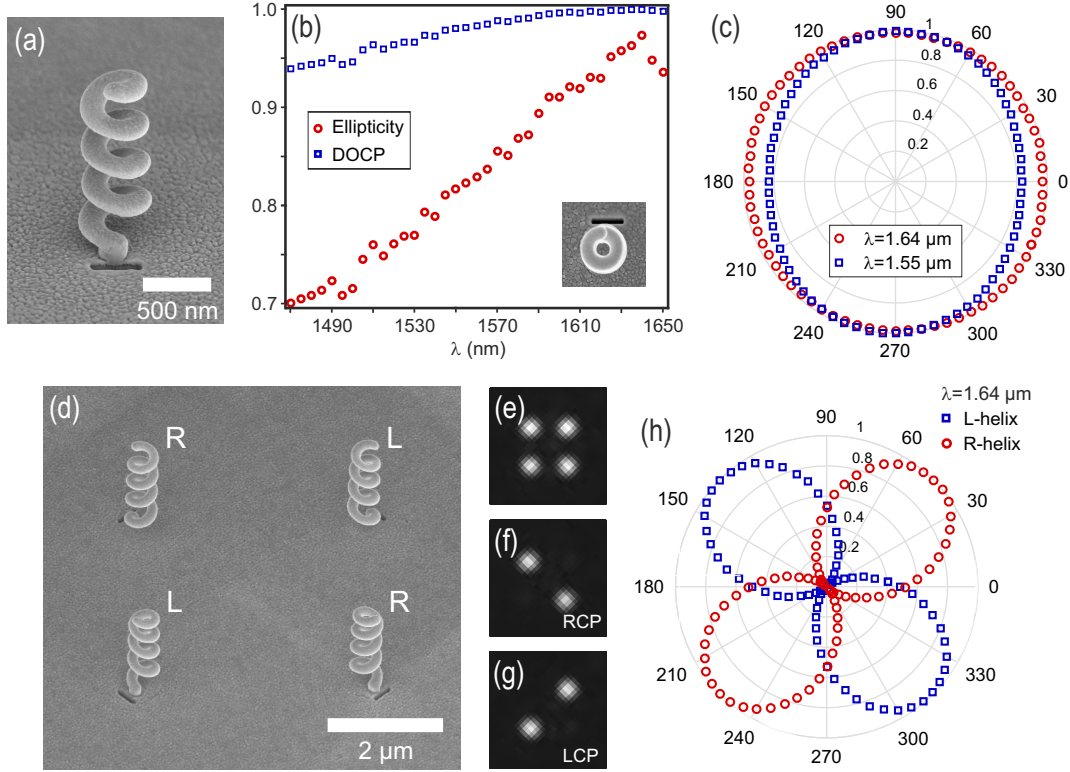 (a)
500 nm
(b)
1.0
0.9
0.8
0.7
Ellipticity
DOCP
1490
1530
1570
1610
1650
λ (nm)
(c)
90
60
30
0
330
300
270
240
210
180
150
120
1
0.8
0.6
0.4
0.2
λ=1.64 µm
λ=1.55 µm
(d)
R
L
L
R
2 µm
(e)
(f)
RCP
(g)
LCP
(h)
λ=1.64 µm
L-helix
R-helix
90
60
30
0
330
300
270
240
210
180
150
120
1
0.8
0.6
0.4
0.2